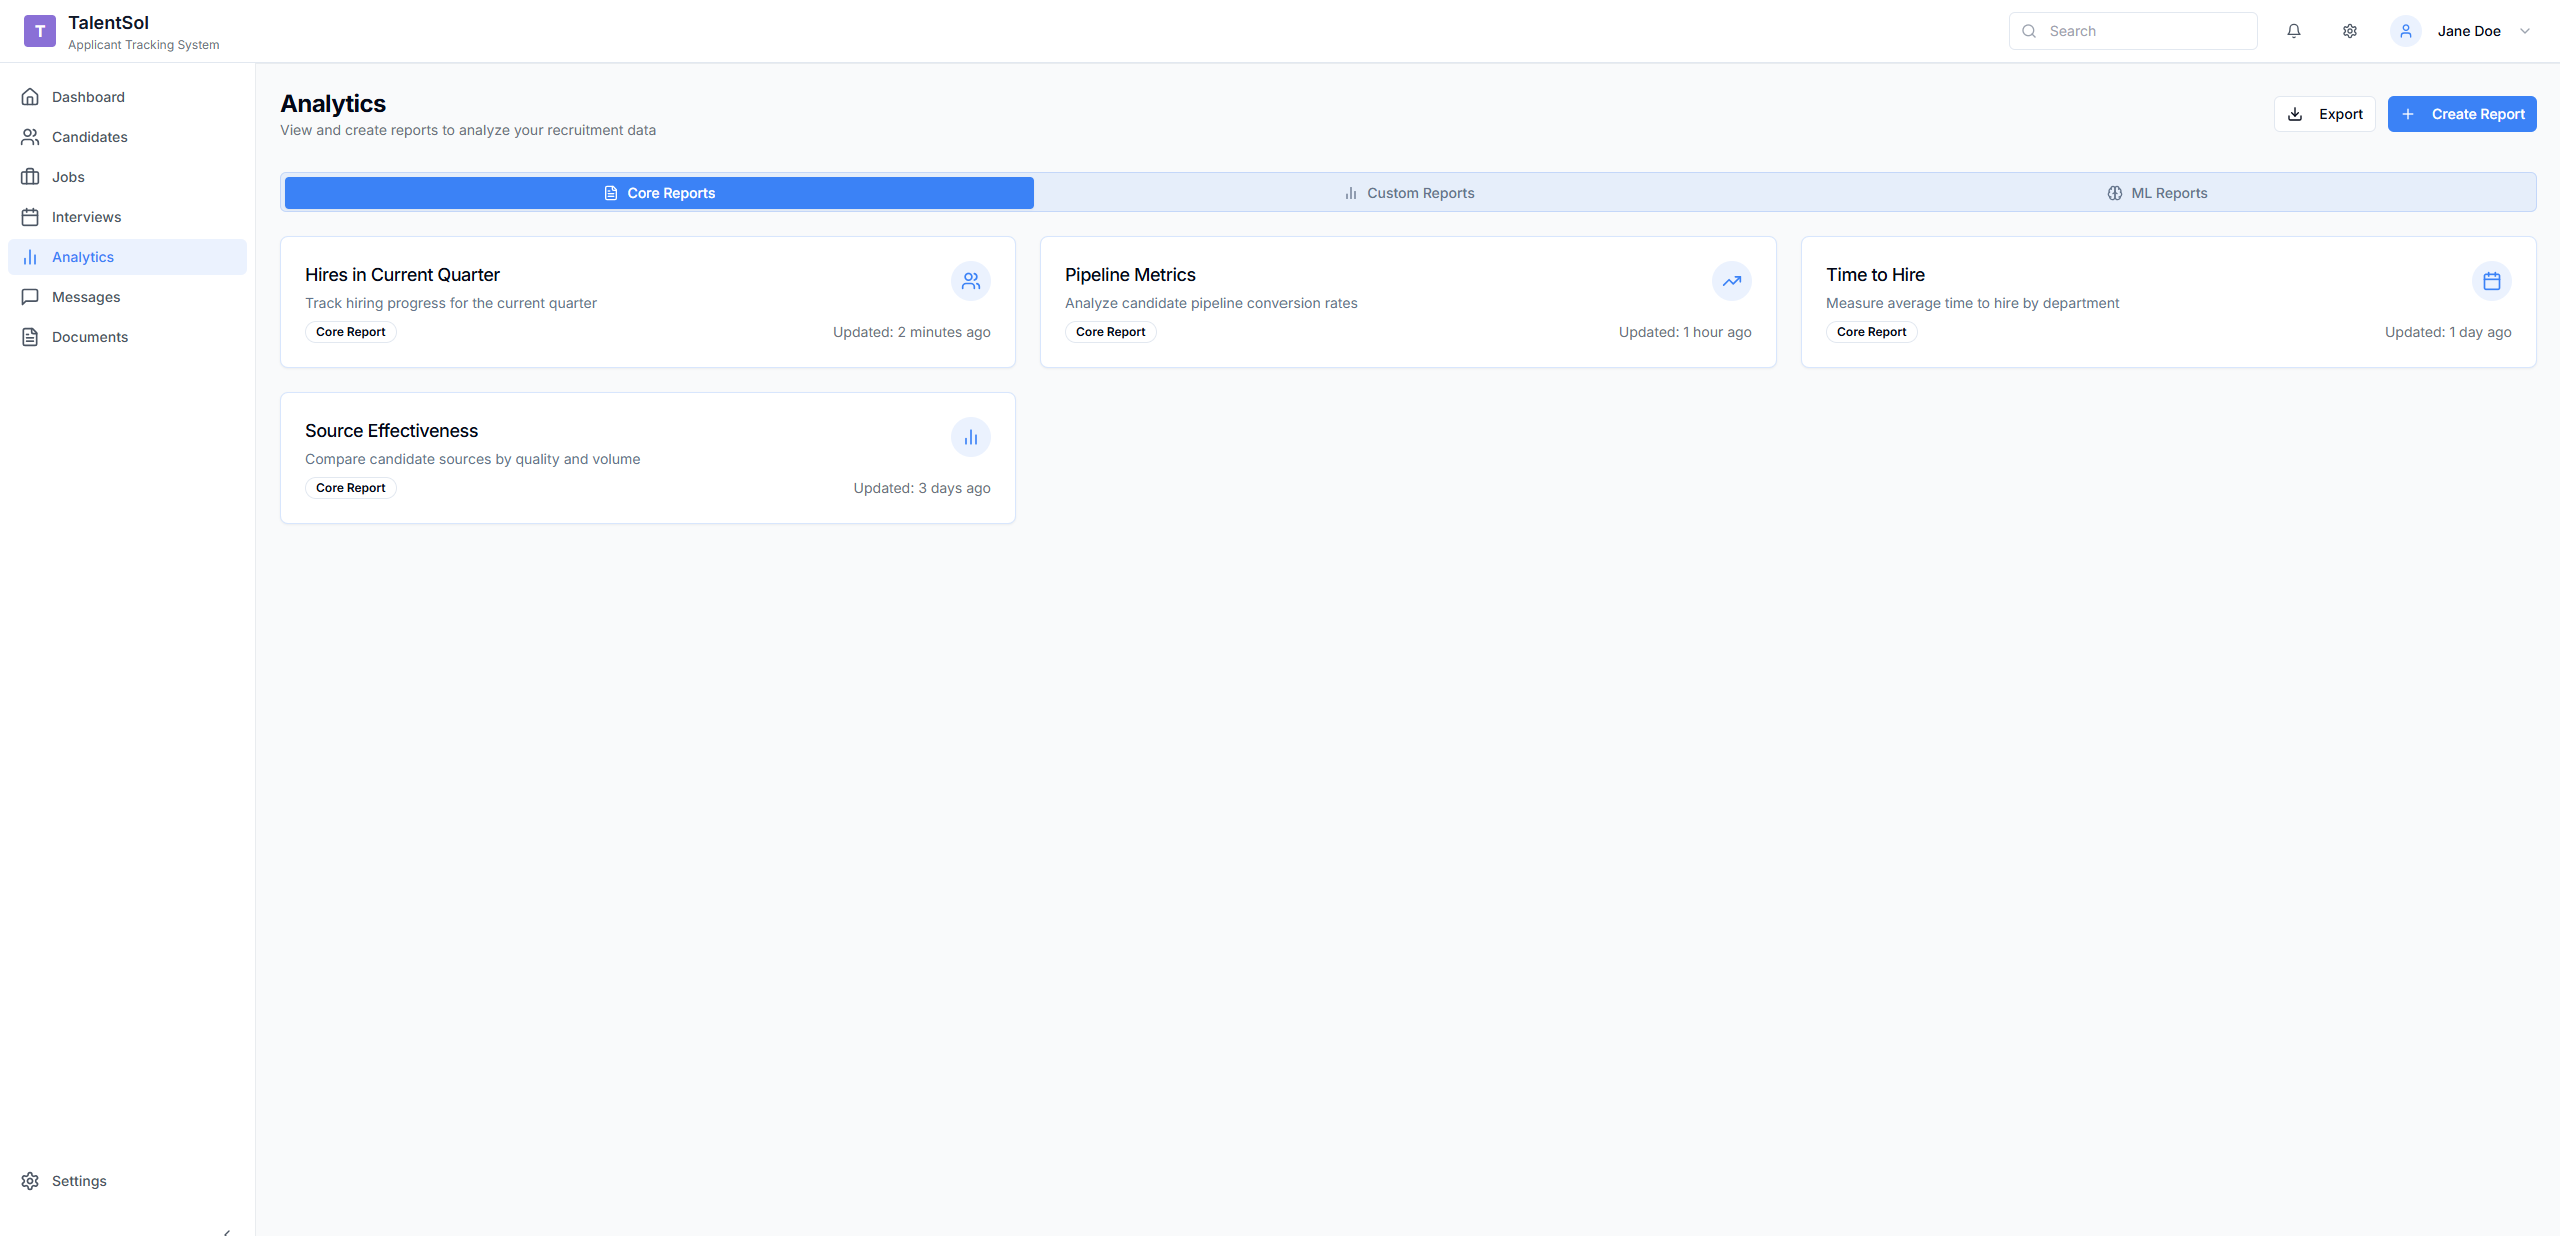 T
TalentSol
Applicant Tracking System
Search
Jane Doe
Dashboard
Candidates
Jobs
Interviews
Analytics
Messages
Documents
Settings
Analytics
View and create reports to analyze your recruitment data
Export
Create Report
Core Reports
Custom Reports
ML Reports
Hires in Current Quarter
Track hiring progress for the current quarter
Core Report
Updated: 2 minutes ago
Pipeline Metrics
Analyze candidate pipeline conversion rates
Core Report
Updated: 1 hour ago
Time to Hire
Measure average time to hire by department
Core Report
Updated: 1 day ago
Source Effectiveness
Compare candidate sources by quality and volume
Core Report
Updated: 3 days ago